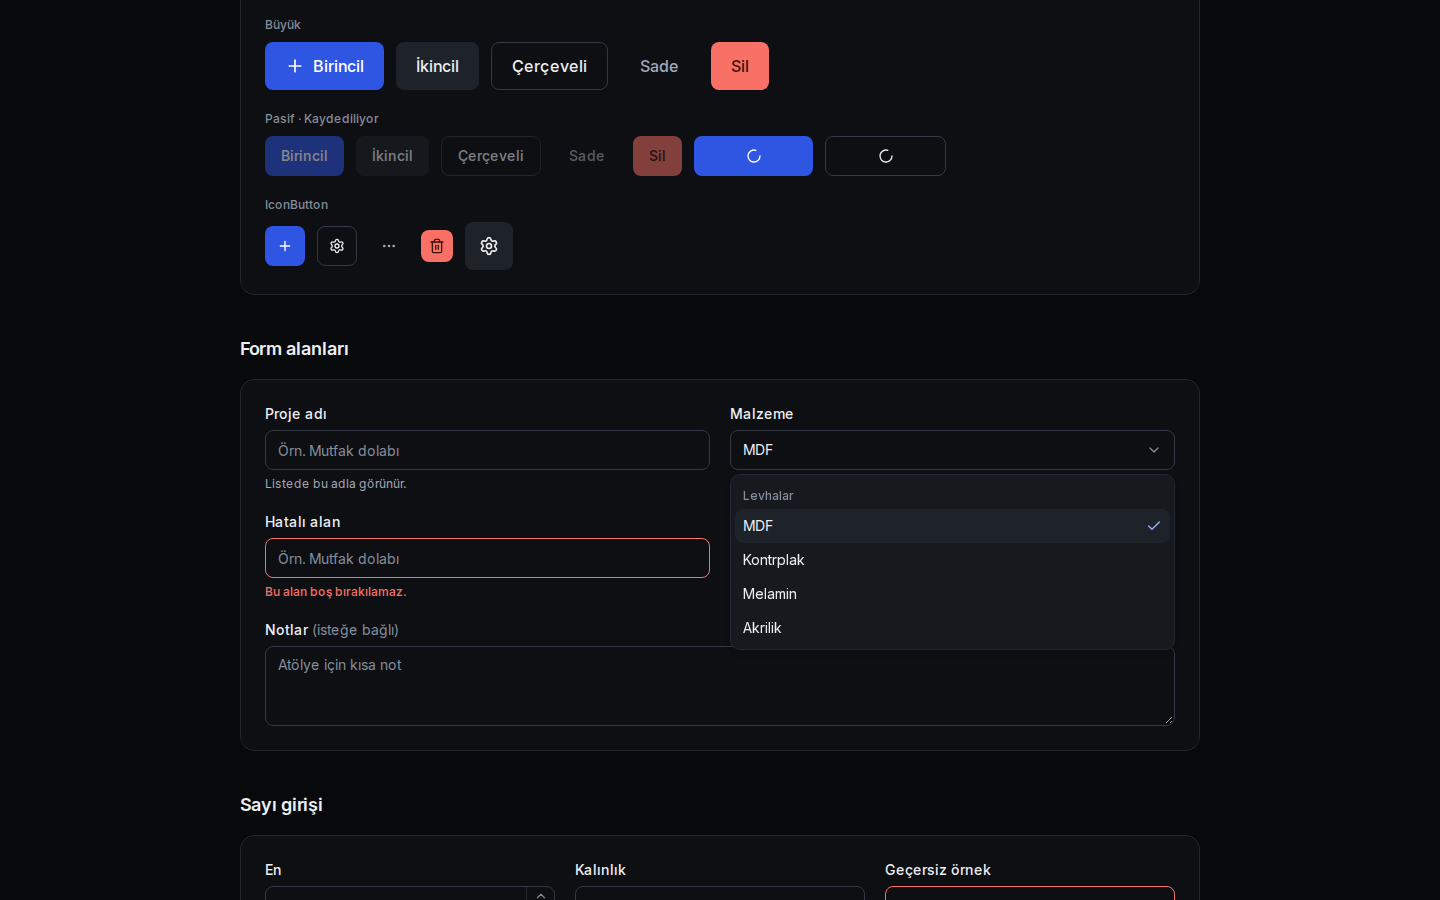 Büyük
Birincil İkincil Çerçeveli Sade Sil
Pasif · Kaydediliyor
Birincil İkincil Çerçeveli Sade Sil
IconButton
Form alanları
Proje adı
Örn. Mutfak dolabı
Listede bu adla görünür.
Malzeme
MDF
Levhalar
MDF
Kontrplak
Melamin
Akrilik
Hatalı alan
Örn. Mutfak dolabı
Bu alan boş bırakılamaz.
Notlar (isteğe bağlı)
Atölye için kısa not
Sayı girişi
En Kalınlık Geçersiz örnek